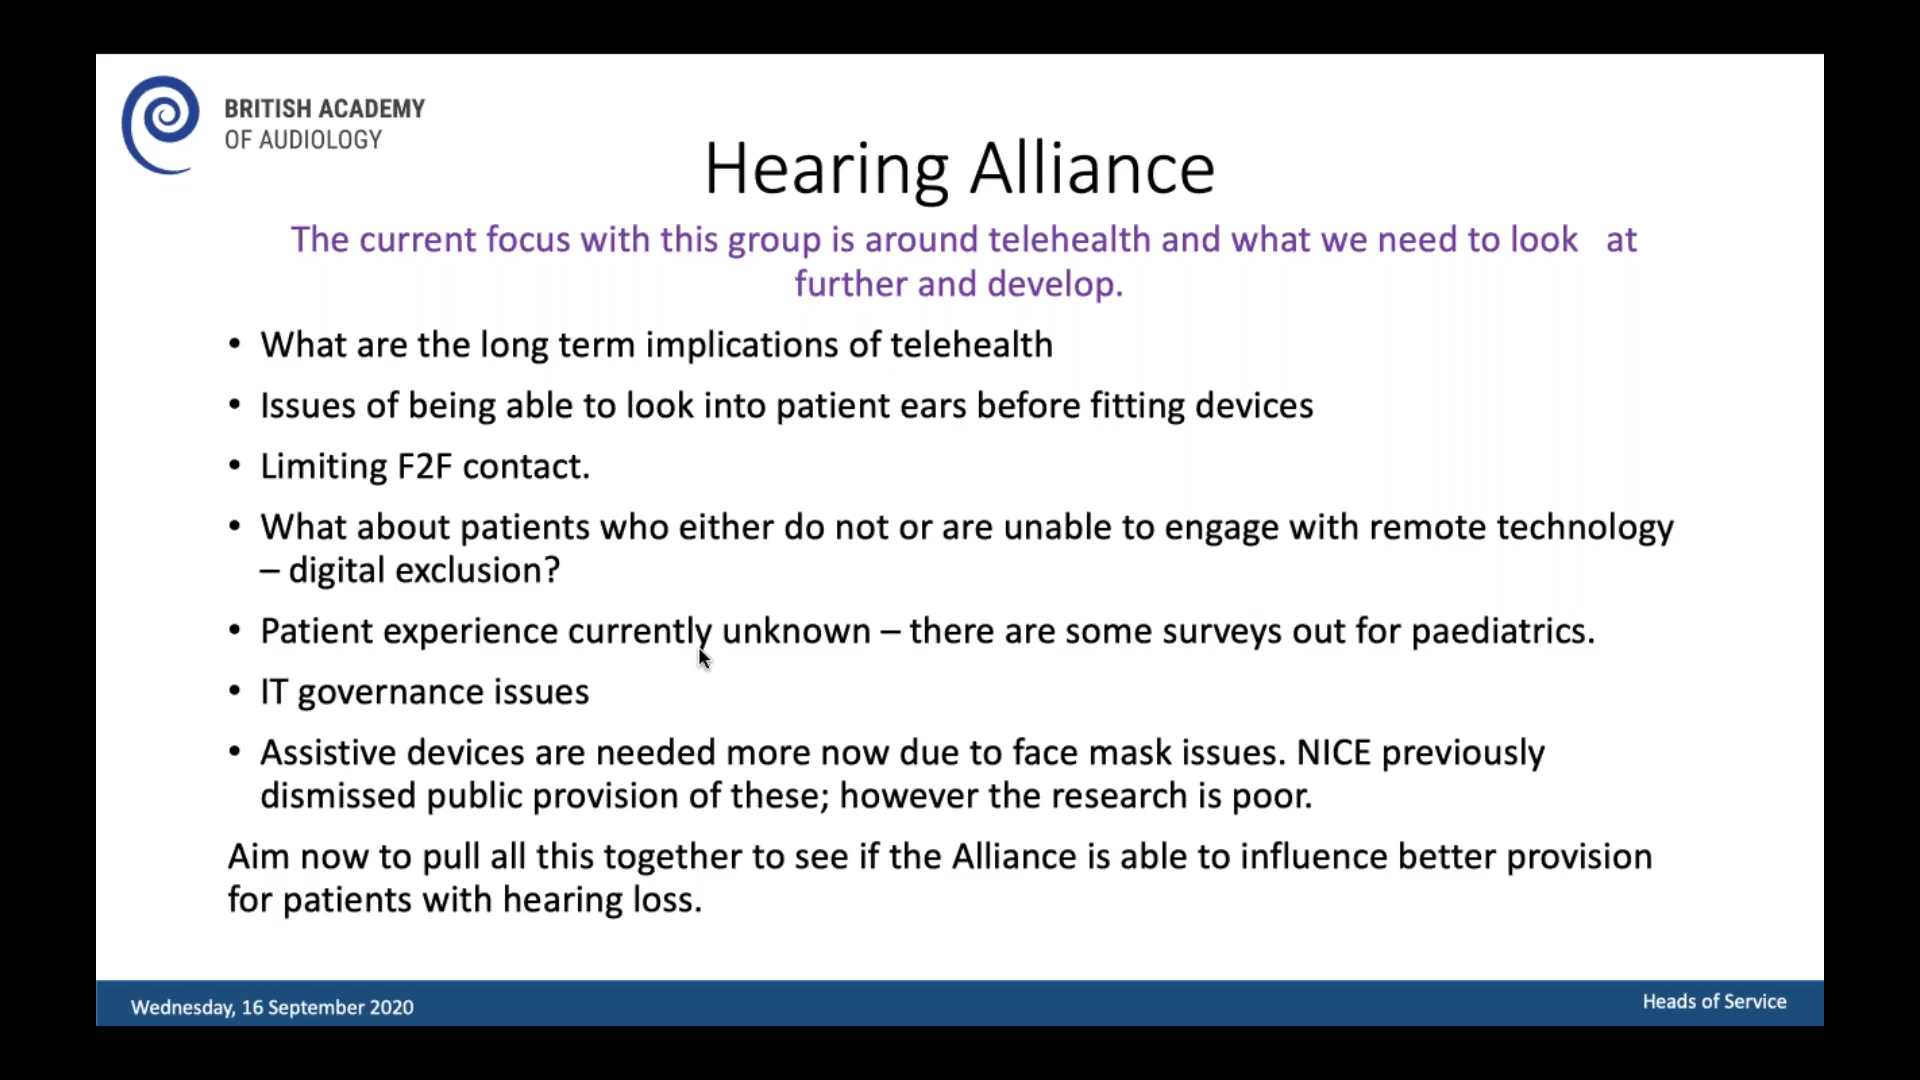 BRITISH ACADEMY
OF AUDIOLOGY
Hearing Alliance
The current focus with this group is around telehealth and what we need to look at
further and develop.
• What are the long term implications of telehealth
• Issues of being able to look into patient ears before fitting devices
• Limiting F2F contact.
• What about patients who either do not or are unable to engage with remote technology
– digital exclusion?
• Patient experience currently unknown – there are some surveys out for paediatrics.
• IT governance issues
• Assistive devices are needed more now due to face mask issues. NICE previously
dismissed public provision of these; however the research is poor.
Aim now to pull all this together to see if the Alliance is able to influence better provision
for patients with hearing loss.
Wednesday, 16 September 2020
Heads of Service